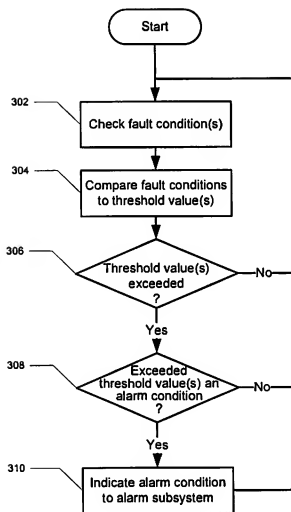 Start
302
Check fault condition(s)
304
Compare fault conditions
to threshold value(s)
306
Threshold value(s)
exceeded
?
No
Yes
308
Exceeded
threshold value(s) an
alarm condition
?
No
Yes
310
Indicate alarm condition
to alarm subsystem